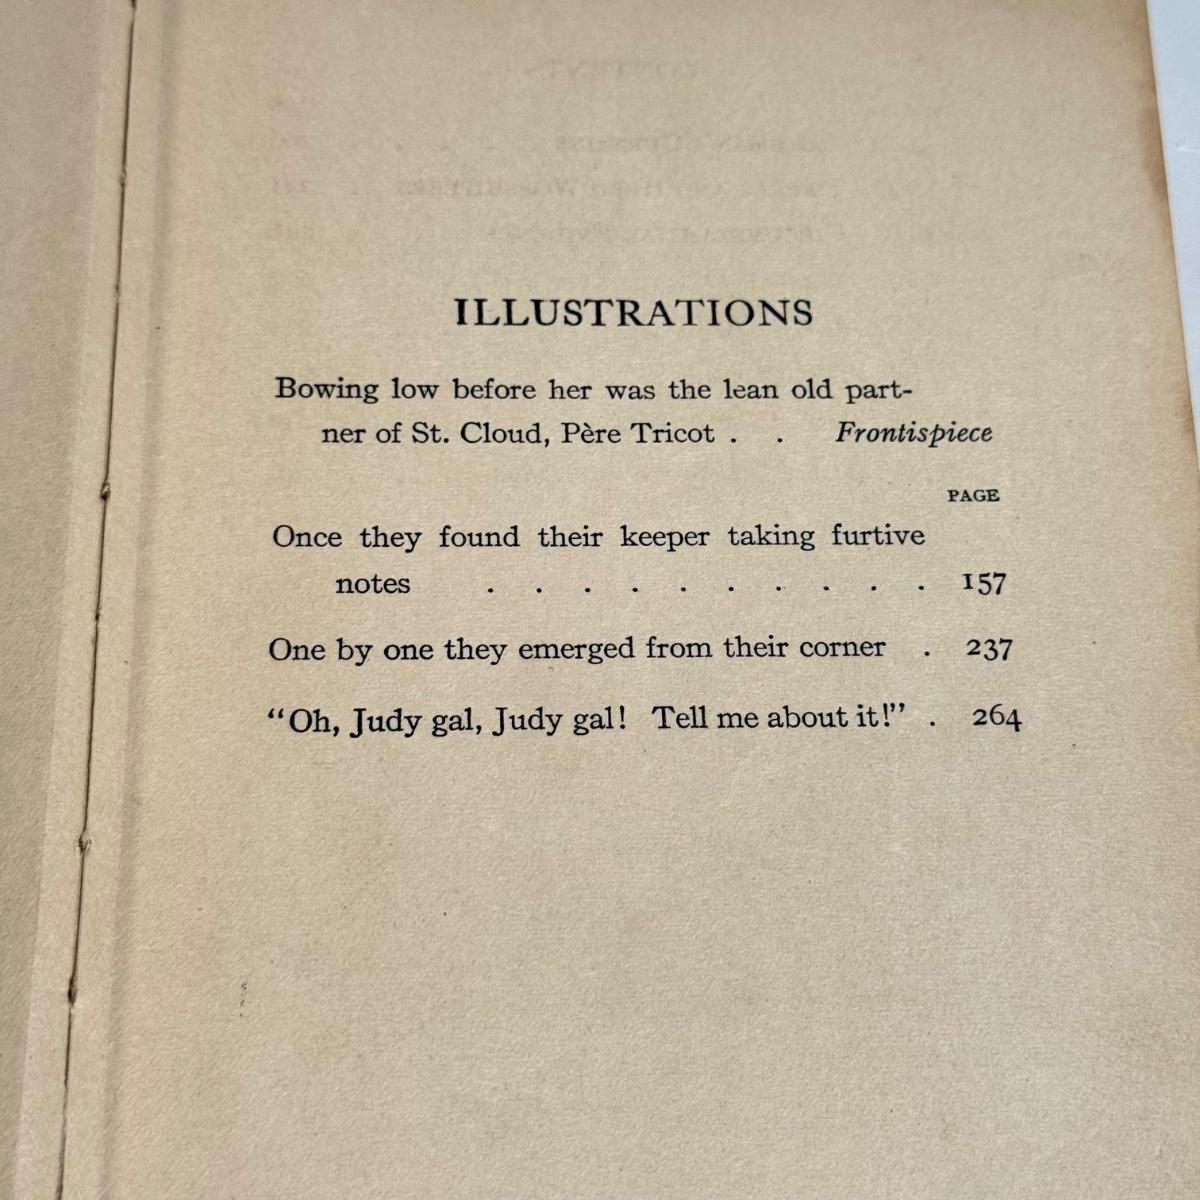 ILLUSTRATIONS
Bowing low before her was the lean old part-
ner of St. Cloud, Père Tricot . . Frontispiece
PAGE
Once they found their keeper taking furtive
notes . . . . . . . . . . 157
One by one they emerged from their corner . 237
“Oh, Judy gal, Judy gal! Tell me about it!” . 264